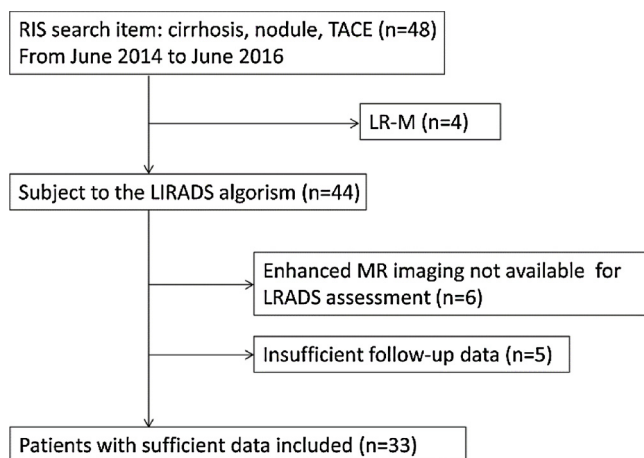 RIS search item: cirrhosis, nodule, TACE (n=48)
From June 2014 to June 2016
LR-M (n=4)
Subject to the LIRADS algorism (n=44)
Enhanced MR imaging not available for
LRADS assessment (n=6)
Insufficient follow-up data (n=5)
Patients with sufficient data included (n=33)